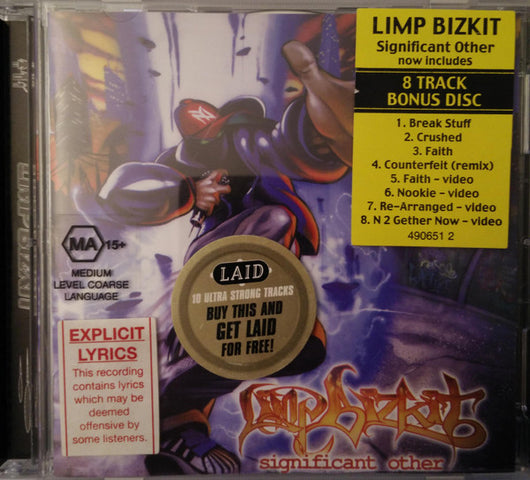 LIMP BIZKIT
Significant Other
now includes
8 TRACK
BONUS DISC
1. Break Stuff
2. Crushed
3. Faith
4. Counterfeit (remix)
5. Faith – video
6. Nookie – video
7. Re-Arranged – video
8. N 2 Gether Now – video
490651 2
MA 15+
MEDIUM
LEVEL COARSE
LANGUAGE
LAID
10 ULTRA STRONG TRACKS
BUY THIS AND
GET LAID
FOR FREE!
EXPLICIT
LYRICS
This recording
contains lyrics
which may be
deemed
offensive by
some listeners.
limp bizkit
significant other